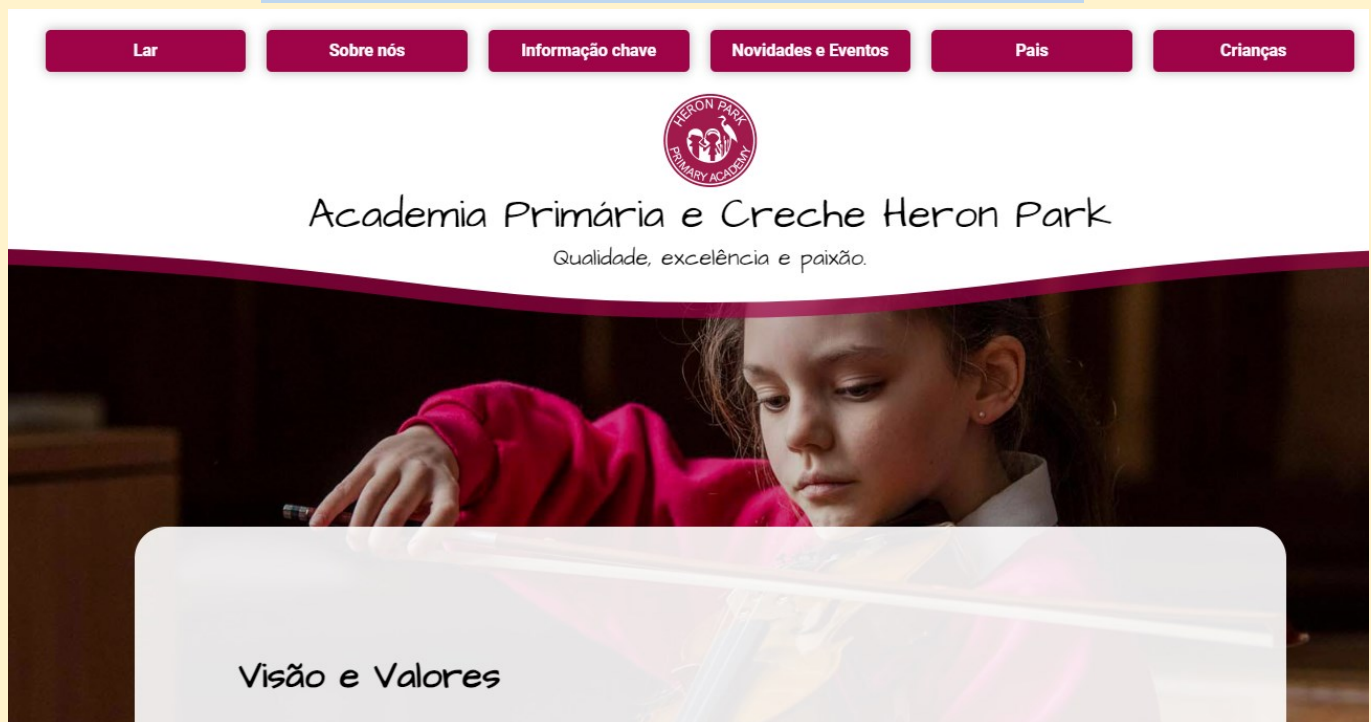 Lar
Sobre nós
Informação chave
Novidades e Eventos
Pais
Crianças
HERON PARK
PRIMARY ACADEMY
Academia Primária e Creche Heron Park
Qualidade, excelência e paixão.
Visão e Valores